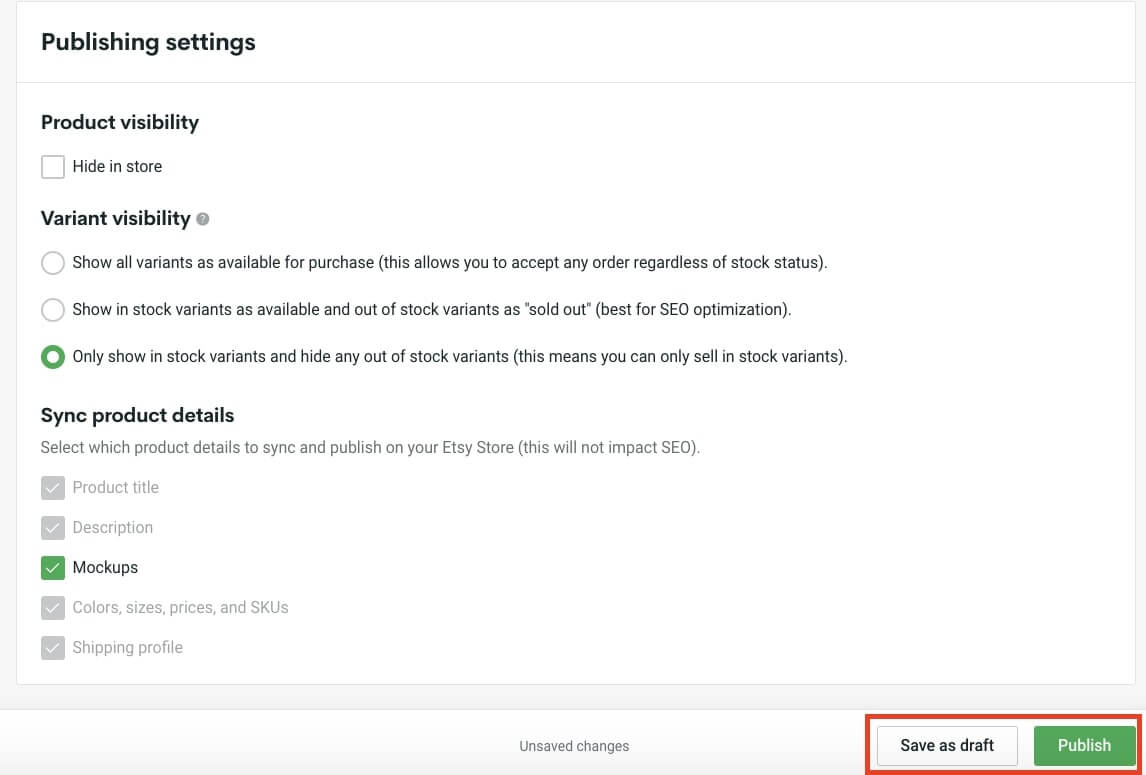 Publishing settings
Product visibility
Hide in store
Variant visibility ?
Show all variants as available for purchase (this allows you to accept any order regardless of stock status).
Show in stock variants as available and out of stock variants as "sold out" (best for SEO optimization).
Only show in stock variants and hide any out of stock variants (this means you can only sell in stock variants).
Sync product details
Select which product details to sync and publish on your Etsy Store (this will not impact SEO).
Product title
Description
Mockups
Colors, sizes, prices, and SKUs
Shipping profile
Unsaved changes
Save as draft
Publish